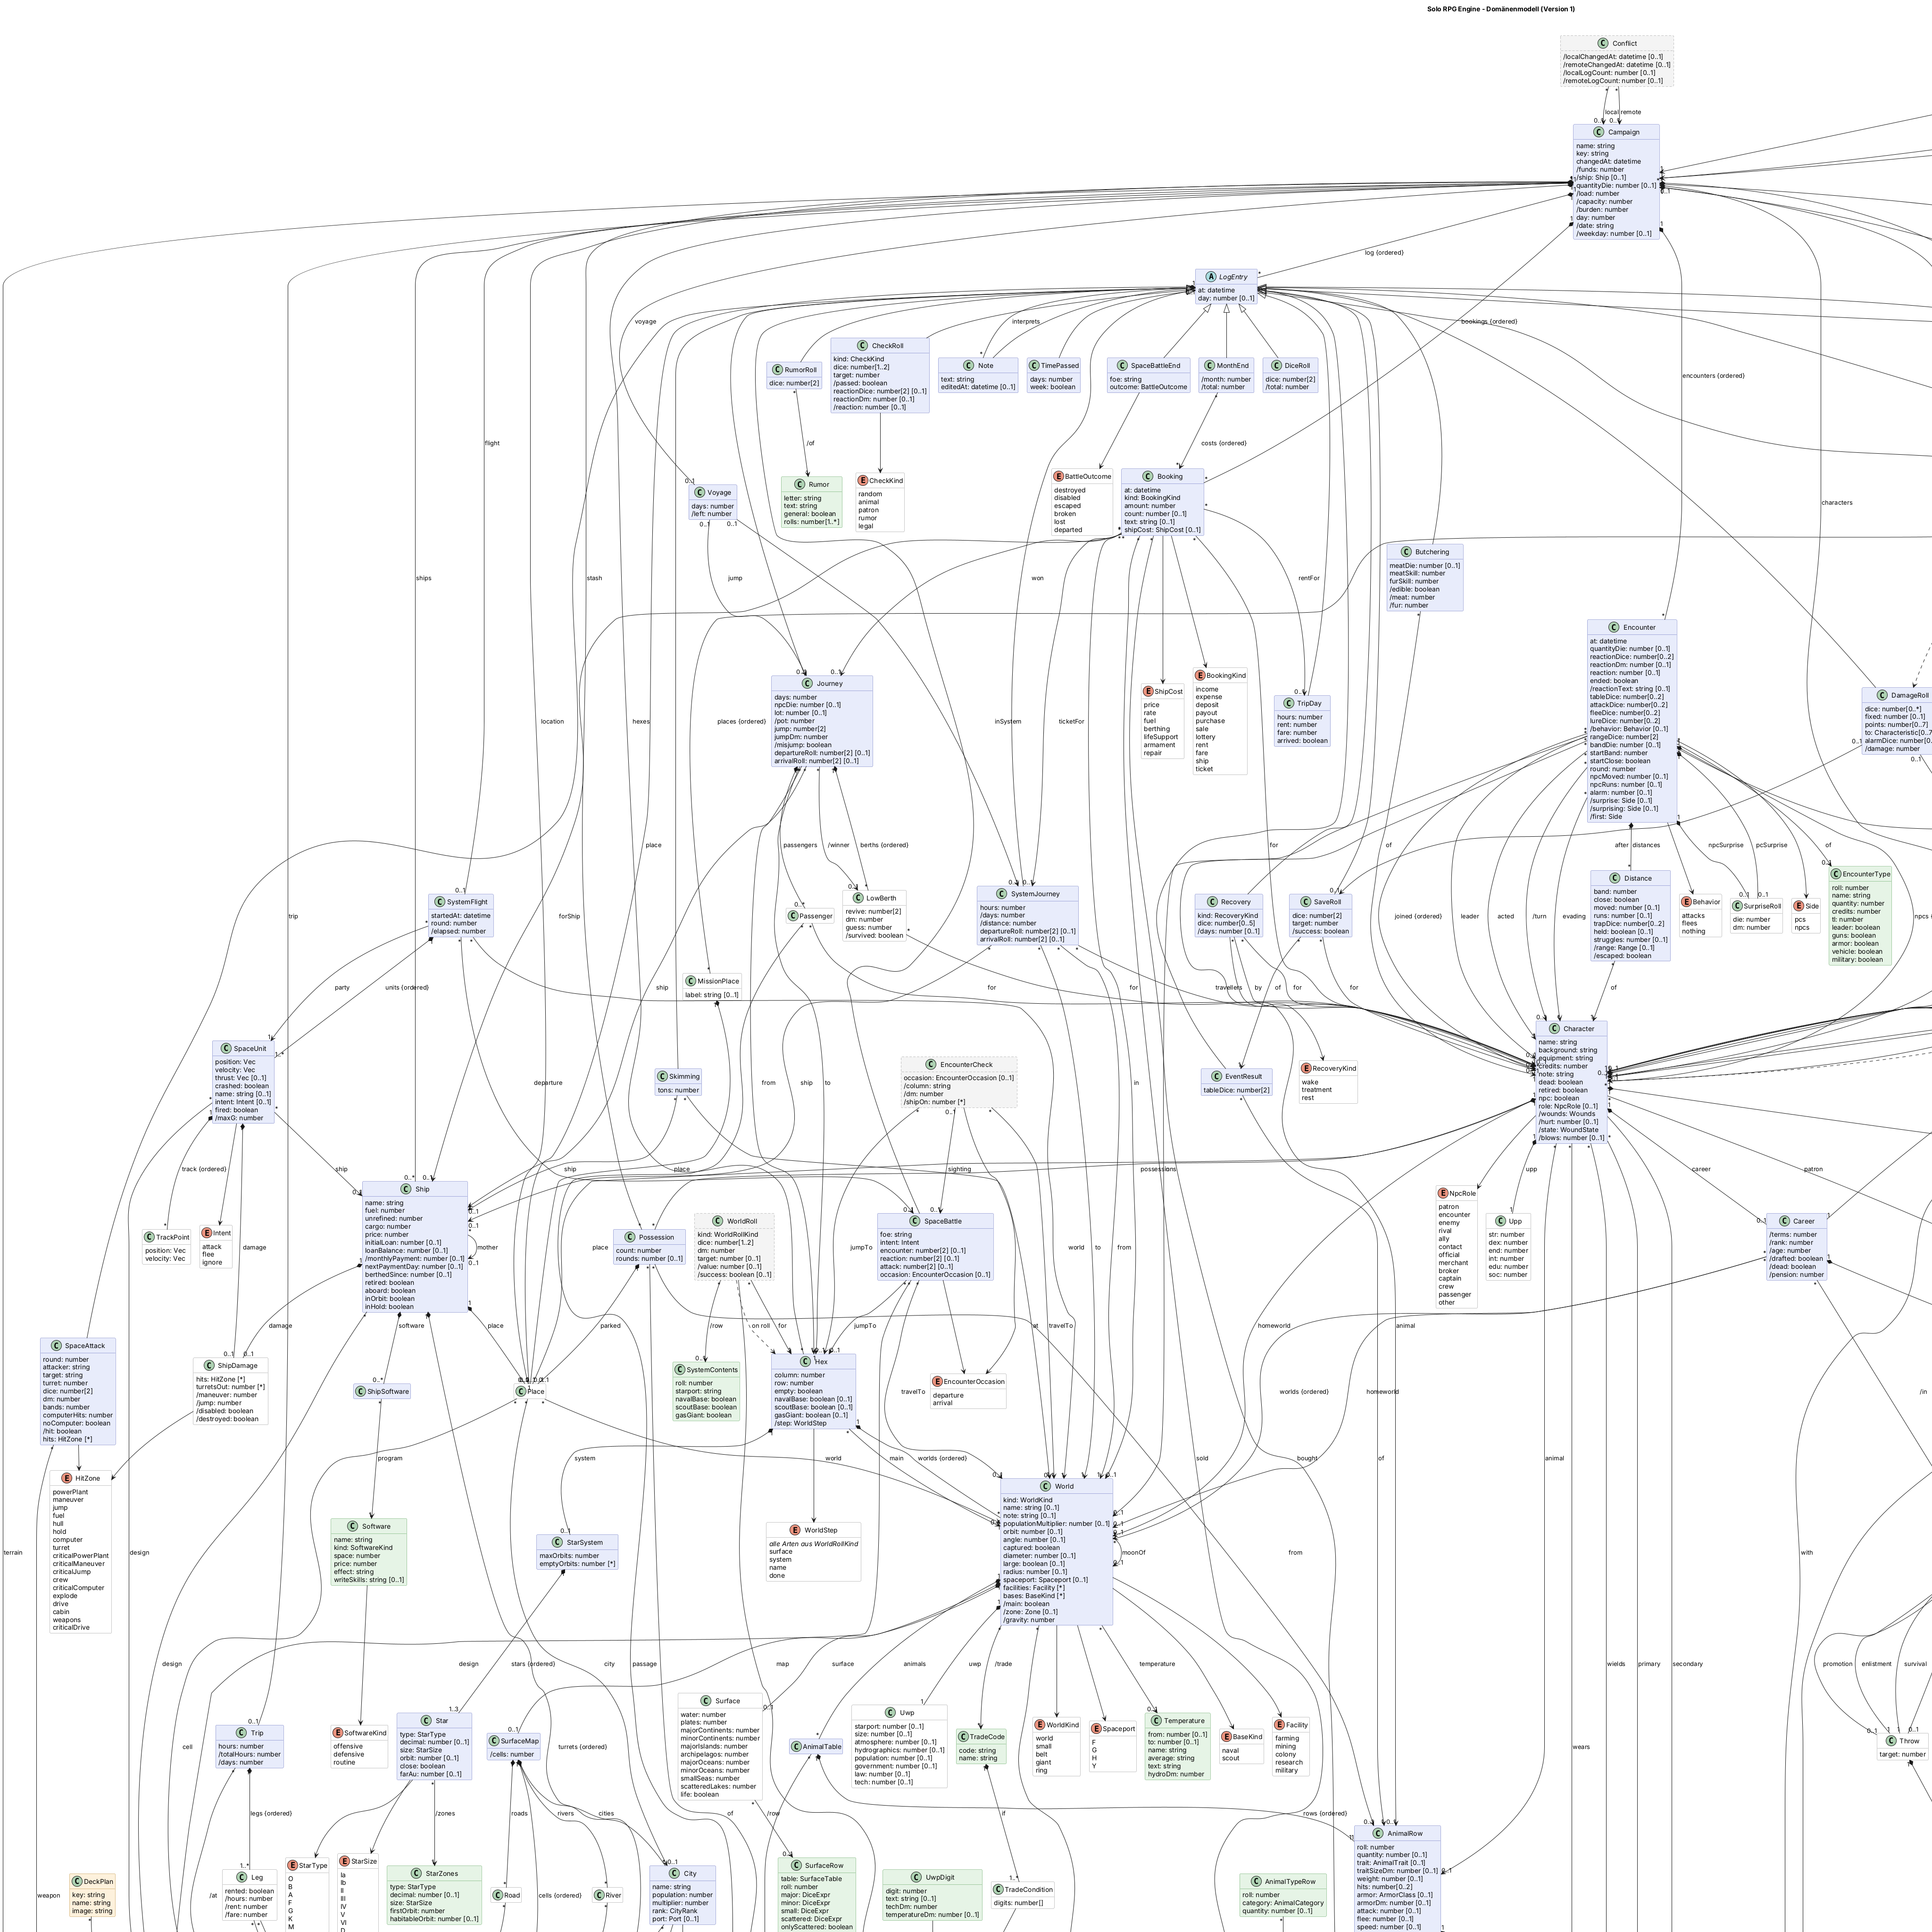 Solo RPG Engine - Domänenmodell (Version 1)
Conflict
/localChangedAt: datetime [0..1]
/remoteChangedAt: datetime [0..1]
/localLogCount: number [0..1]
/remoteLogCount: number [0..1]
local
remote
Campaign
name: string
key: string
changedAt: datetime
/funds: number
/ship: Ship [0..1]
quantityDie: number [0..1]
/load: number
/capacity: number
/burden: number
day: number
/date: string
/weekday: number [0..1]
log {ordered}
LogEntry
at: datetime
day: number [0..1]
voyage
interprets
bookings {ordered}
encounters {ordered}
RumorRoll
dice: number[2]
CheckRoll
kind: CheckKind
dice: number[1..2]
target: number
/passed: boolean
reactionDice: number[2] [0..1]
reactionDm: number [0..1]
/reaction: number [0..1]
Note
text: string
editedAt: datetime [0..1]
TimePassed
days: number
week: boolean
SpaceBattleEnd
foe: string
outcome: BattleOutcome
MonthEnd
/month: number
/total: number
DiceRoll
dice: number[2]
/total: number
flight
/of
costs {ordered}
characters
Voyage
days: number
/left: number
Rumor
letter: string
text: string
general: boolean
rolls: number[1..*]
CheckKind
random
animal
patron
rumor
legal
BattleOutcome
destroyed
disabled
escaped
broken
lost
departed
Booking
at: datetime
kind: BookingKind
amount: number
count: number [0..1]
text: string [0..1]
shipCost: ShipCost [0..1]
Butchering
meatDie: number [0..1]
meatSkill: number
furSkill: number
/edible: boolean
/meat: number
/fur: number
ships
stash
jump
won
rentFor
Encounter
at: datetime
quantityDie: number [0..1]
reactionDice: number[0..2]
reactionDm: number [0..1]
reaction: number [0..1]
ended: boolean
/reactionText: string [0..1]
tableDice: number[0..2]
attackDice: number[0..2]
fleeDice: number[0..2]
lureDice: number[0..2]
/behavior: Behavior [0..1]
rangeDice: number[2]
bandDie: number [0..1]
startBand: number
startClose: boolean
round: number
npcMoved: number [0..1]
npcRuns: number [0..1]
alarm: number [0..1]
/surprise: Side [0..1]
/surprising: Side [0..1]
/first: Side
Journey
days: number
npcDie: number [0..1]
lot: number [0..1]
/pot: number
jump: number[2]
jumpDm: number
/misjump: boolean
departureRoll: number[2] [0..1]
arrivalRoll: number[2] [0..1]
ShipCost
price
rate
fuel
berthing
lifeSupport
armament
repair
BookingKind
income
expense
deposit
payout
purchase
sale
lottery
rent
fare
ship
ticket
TripDay
hours: number
rent: number
fare: number
arrived: boolean
DamageRoll
dice: number[0..*]
fixed: number [0..1]
points: number[0..7]
/damage: number
location
hexes
places {ordered}
inSystem
ticketFor
trip
place
forShip
passengers
/winner
berths {ordered}
for
of
joined {ordered}
leader
acted
/turn
evading
after
distances
npcSurprise
pcSurprise
of
SystemFlight
startedAt: datetime
round: number
/elapsed: number
Passenger
LowBerth
revive: number[2]
dm: number
guess: number
/survived: boolean
SystemJourney
hours: number
/days: number
/distance: number
departureRoll: number[2] [0..1]
arrivalRoll: number[2] [0..1]
Recovery
kind: RecoveryKind
dice: number[0..5]
/days: number [0..1]
SaveRoll
dice: number[2]
target: number
/success: boolean
Distance
band: number
close: boolean
moved: number [0..1]
runs: number [0..1]
trapDice: number[0..2]
held: boolean [0..1]
struggles: number [0..1]
/range: Range [0..1]
/escaped: boolean
Behavior
attacks
flees
nothing
SurpriseRoll
die: number
dm: number
Side
pcs
npcs
EncounterType
roll: number
name: string
quantity: number
credits: number
tl: number
leader: boolean
guns: boolean
armor: boolean
vehicle: boolean
military: boolean
MissionPlace
label: string [0..1]
party
units {ordered}
ship
for
for
travellers
by
of
for
for
of
SpaceUnit
position: Vec
velocity: Vec
thrust: Vec [0..1]
crashed: boolean
name: string [0..1]
intent: Intent [0..1]
fired: boolean
/maxG: number
departure
Skimming
tons: number
from
ship
to
EncounterCheck
occasion: EncounterOccasion [0..1]
/column: string
/dm: number
/shipOn: number [*]
in
EventResult
tableDice: number[2]
RecoveryKind
wake
treatment
rest
Character
name: string
background: string
equipment: string
credits: number
note: string
dead: boolean
retired: boolean
npc: boolean
role: NpcRole [0..1]
/wounds: Wounds
/hurt: number [0..1]
/state: WoundState
/blows: number [0..1]
track {ordered}
ship
ship
place
sighting
upp
career
patron
Ship
name: string
fuel: number
unrefined: number
cargo: number
price: number
initialLoan: number [0..1]
loanBalance: number [0..1]
/monthlyPayment: number [0..1]
nextPaymentDay: number [0..1]
berthedSince: number [0..1]
retired: boolean
aboard: boolean
inOrbit: boolean
inHold: boolean
mother
TrackPoint
position: Vec
velocity: Vec
Intent
attack
flee
ignore
damage
place
Possession
count: number
rounds: number [0..1]
WorldRoll
kind: WorldRollKind
dice: number[1..2]
dm: number
target: number [0..1]
/value: number [0..1]
/success: boolean [0..1]
jumpTo
SpaceBattle
foe: string
intent: Intent
encounter: number[2] [0..1]
reaction: number[2] [0..1]
attack: number[2] [0..1]
occasion: EncounterOccasion [0..1]
world
to
from
NpcRole
patron
encounter
enemy
rival
ally
contact
official
merchant
broker
captain
crew
passenger
other
Upp
str: number
dex: number
end: number
int: number
edu: number
soc: number
Career
/terms: number
/rank: number
/age: number
/drafted: boolean
/dead: boolean
/pension: number
damage
software
place
parked
/row
on roll
for
jumpTo
at
travelTo
homeworld
animal
SpaceAttack
round: number
attacker: string
target: string
turret: number
dice: number[2]
dm: number
bands: number
computerHits: number
noComputer: boolean
/hit: boolean
hits: HitZone [*]
ShipDamage
hits: HitZone [*]
turretsOut: number [*]
/maneuver: number
/jump: number
/disabled: boolean
/destroyed: boolean
ShipSoftware
Place
SystemContents
roll: number
starport: string
navalBase: boolean
scoutBase: boolean
gasGiant: boolean
Hex
column: number
row: number
empty: boolean
navalBase: boolean [0..1]
scoutBase: boolean [0..1]
gasGiant: boolean [0..1]
/step: WorldStep
travelTo
EncounterOccasion
departure
arrival
worlds {ordered}
homeworld
/in
program
world
system
main
worlds {ordered}
sold
bought
of
animal
HitZone
powerPlant
maneuver
jump
fuel
hull
hold
computer
turret
criticalPowerPlant
criticalManeuver
criticalJump
crew
criticalComputer
explode
drive
cabin
weapons
criticalDrive
Software
name: string
kind: SoftwareKind
space: number
price: number
effect: string
writeSkills: string [0..1]
StarSystem
maxOrbits: number
emptyOrbits: number [*]
WorldStep
alle Arten aus WorldRollKind
surface
system
name
done
World
kind: WorldKind
name: string [0..1]
note: string [0..1]
populationMultiplier: number [0..1]
orbit: number [0..1]
angle: number [0..1]
captured: boolean
diameter: number [0..1]
large: boolean [0..1]
radius: number [0..1]
spaceport: Spaceport [0..1]
facilities: Facility [*]
bases: BaseKind [*]
/main: boolean
/zone: Zone [0..1]
/gravity: number
moonOf
from
with
terrain
design
design
cell
design
stars {ordered}
city
passage
map
surface
animals
uwp
/trade
temperature
wields
primary
secondary
promotion
enlistment
survival
Trip
hours: number
/totalHours: number
/days: number
SoftwareKind
offensive
defensive
routine
Star
type: StarType
decimal: number [0..1]
size: StarSize
orbit: number [0..1]
close: boolean
farAu: number [0..1]
SurfaceMap
/cells: number
turrets {ordered}
Surface
water: number
plates: number
majorContinents: number
minorContinents: number
majorIslands: number
archipelagos: number
majorOceans: number
minorOceans: number
smallSeas: number
scatteredLakes: number
life: boolean
AnimalTable
Uwp
starport: number [0..1]
size: number [0..1]
atmosphere: number [0..1]
hydrographics: number [0..1]
population: number [0..1]
government: number [0..1]
law: number [0..1]
tech: number [0..1]
TradeCode
code: string
name: string
WorldKind
world
small
belt
giant
ring
Spaceport
F
G
H
Y
Temperature
from: number [0..1]
to: number [0..1]
name: string
average: string
text: string
hydroDm: number
BaseKind
naval
scout
Facility
farming
mining
colony
research
military
wears
Throw
target: number
legs {ordered}
/zones
roads
rivers
cities
of
/row
if
rows {ordered}
DeckPlan
key: string
name: string
image: string
weapon
/at
Leg
rented: boolean
/hours: number
/rent: number
/fare: number
StarType
O
B
A
F
G
K
M
StarSize
Ia
Ib
II
III
IV
V
VI
D
StarZones
type: StarType
decimal: number [0..1]
size: StarSize
firstOrbit: number
habitableOrbit: number [0..1]
Road
cells {ordered}
River
City
name: string
population: number
multiplier: number
rank: CityRank
port: Port [0..1]
SurfaceRow
table: SurfaceTable
roll: number
major: DiceExpr
minor: DiceExpr
small: DiceExpr
scattered: DiceExpr
onlyScattered: boolean
UwpDigit
digit: number
text: string [0..1]
techDm: number
temperatureDm: number [0..1]
TradeCondition
digits: number[]
AnimalTypeRow
roll: number
category: AnimalCategory
quantity: number [0..1]
AnimalRow
roll: number
quantity: number [0..1]
trait: AnimalTrait [0..1]
traitSizeDm: number [0..1]
weight: number [0..1]
hits: number[0..2]
armor: ArmorClass [0..1]
armorDm: number [0..1]
attack: number [0..1]
flee: number [0..1]
speed: number [0..1]